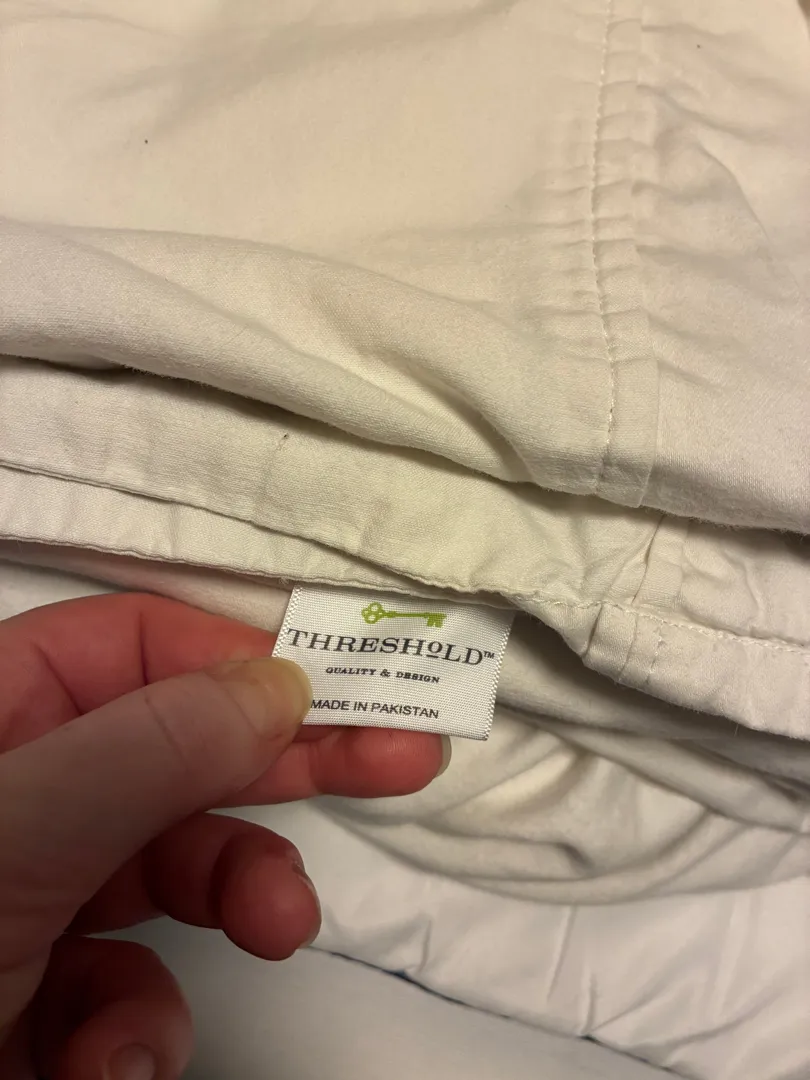 THRESHOLD™
QUALITY & DESIGN
MADE IN PAKISTAN